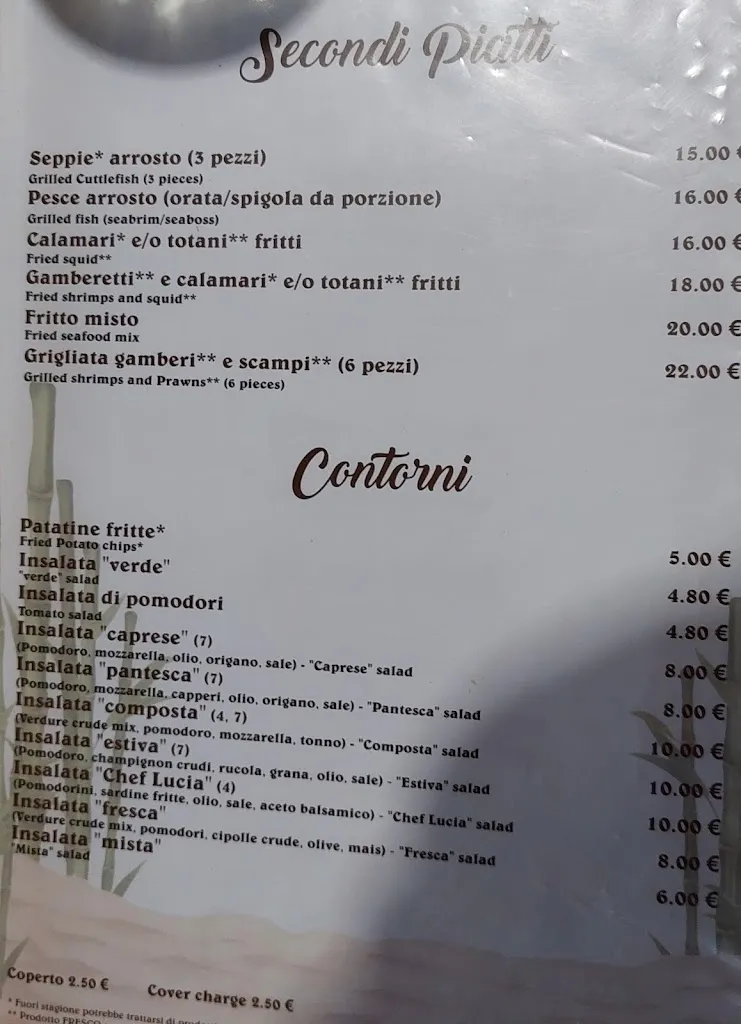 Secondi Piatti
Seppie* arrosto (3 pezzi) 15.00 €
Grilled Cuttlefish (3 pieces)
Pesce arrosto (orata/spigola da porzione) 16.00 €
Grilled fish (seabrim/seaboss)
Calamari* e/o totani** fritti 16.00 €
Fried squid**
Gamberetti** e calamari* e/o totani** fritti 18.00 €
Fried shrimps and squid**
Fritto misto 20.00 €
Fried seafood mix
Grigliata gamberi** e scampi** (6 pezzi) 22.00 €
Grilled shrimps and Prawns** (6 pieces)
Contorni
Patatine fritte* 5.00 €
Fried Potato chips*
Insalata "verde" 4.80 €
"verde" salad
Insalata di pomodori 4.80 €
Tomato salad
Insalata "caprese" (7) 8.00 €
(Pomodoro, mozzarella, olio, origano, sale) - "Caprese" salad
Insalata "pantesca" (7) 8.00 €
(Pomodoro, mozzarella, capperi, olio, origano, sale) - "Pantesca" salad
Insalata "composta" (4, 7) 10.00 €
(Verdure crude mix, pomodoro, mozzarella, tonno) - "Composta" salad
Insalata "estiva" (7) 10.00 €
(Pomodoro, champignon crudi, rucola, grana, olio, sale) - "Estiva" salad
Insalata "Chef Lucia" (4) 10.00 €
(Pomodorini, sardine fritte, olio, sale, aceto balsamico) - "Chef Lucia" salad
Insalata "fresca" 8.00 €
(Verdure crude mix, pomodori, cipolle crude, olive, mais) - "Fresca" salad
Insalata "mista" 6.00 €
"Mista" salad
Coperto 2.50 € Cover charge 2.50 €
* Fuori stagione potrebbe trattarsi di
** Prodotto